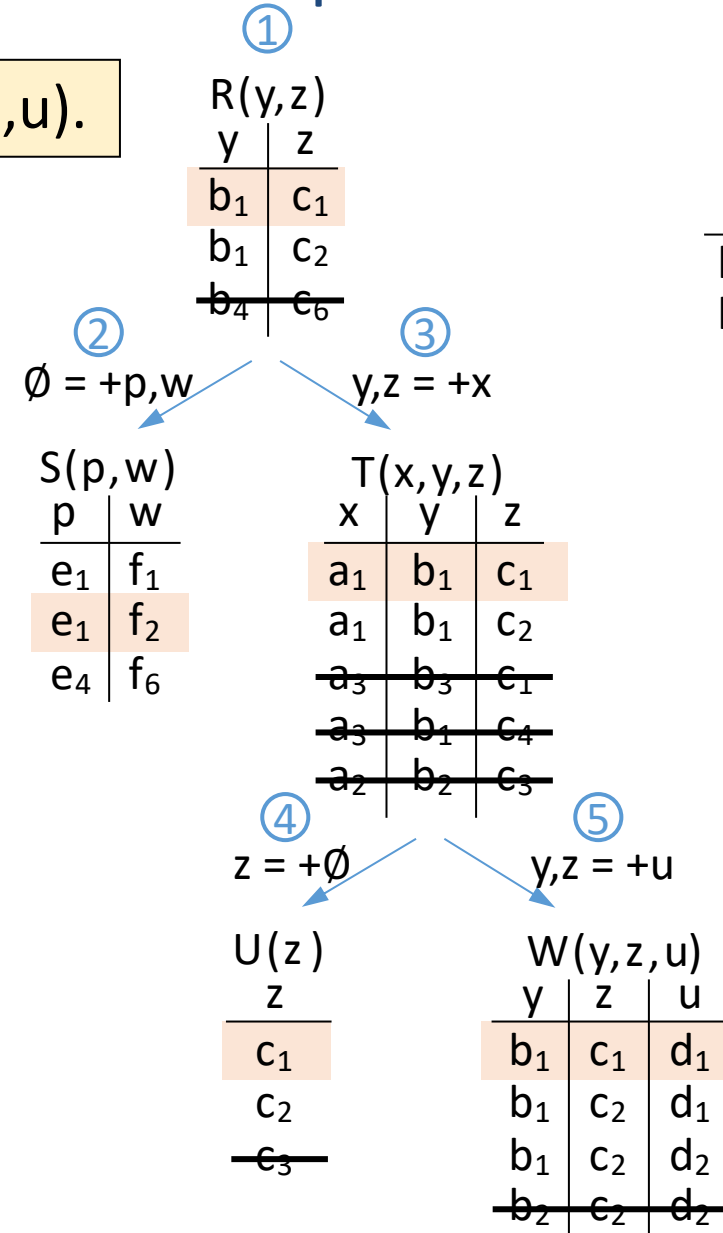 ①
,u).
R(y,z)
y z
b₁ c₁
b₁ c₂
b₄ c₆
② ③
Ø = +p,w y,z = +x
S(p,w) T(x,y,z)
p w x y z
e₁ f₁ a₁ b₁ c₁
e₁ f₂ a₁ b₁ c₂
e₄ f₆ a₃ b₃ c₁
a₃ b₁ c₄
a₂ b₂ c₃
④ ⑤
z = +Ø y,z = +u
U(z) W(y,z,u)
z y z u
c₁ b₁ c₁ d₁
c₂ b₁ c₂ d₁
c₃ b₁ c₂ d₂
b₂ c₂ d₂